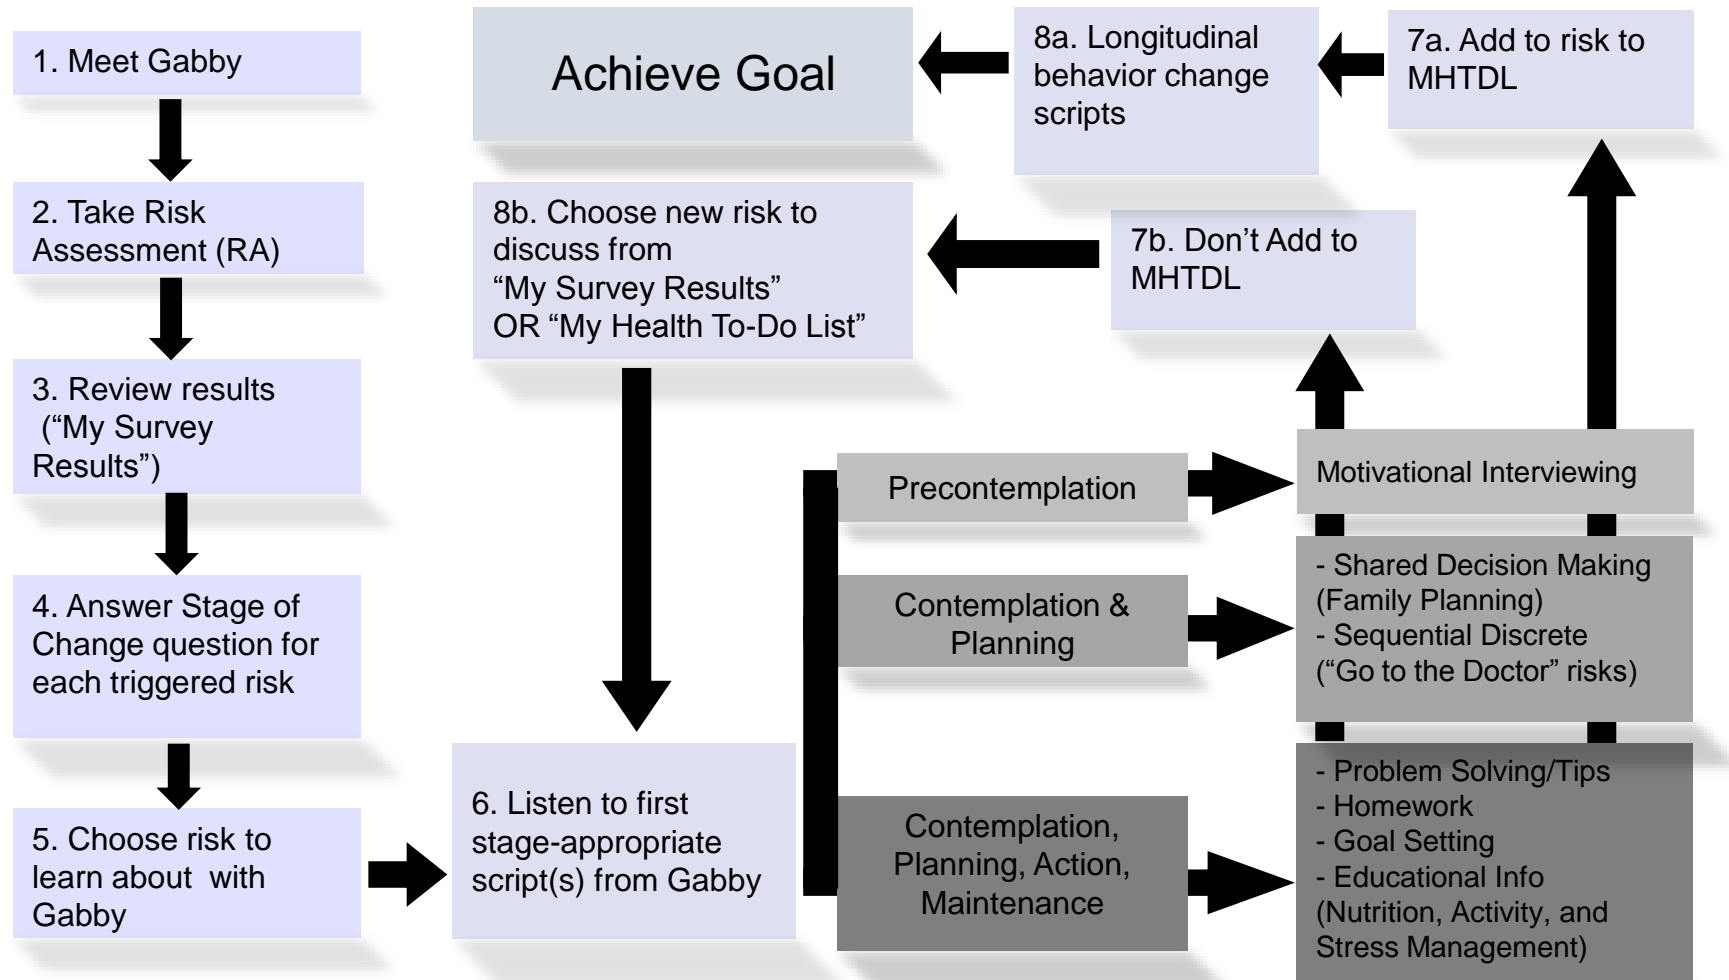 1. Meet Gabby
2. Take Risk
Assessment (RA)
3. Review results
(“My Survey
Results”)
4. Answer Stage of
Change question for
each triggered risk
5. Choose risk to
learn about with
Gabby
6. Listen to first
stage-appropriate
script(s) from Gabby
Precontemplation
Contemplation &
Planning
Contemplation,
Planning, Action,
Maintenance
Motivational Interviewing
- Shared Decision Making
(Family Planning)
- Sequential Discrete
(“Go to the Doctor” risks)
- Problem Solving/Tips
- Homework
- Goal Setting
- Educational Info
(Nutrition, Activity, and
Stress Management)
7a. Add to risk to
MHTDL
7b. Don’t Add to
MHTDL
8a. Longitudinal
behavior change
scripts
8b. Choose new risk to
discuss from
“My Survey Results”
OR “My Health To-Do List”
Achieve Goal